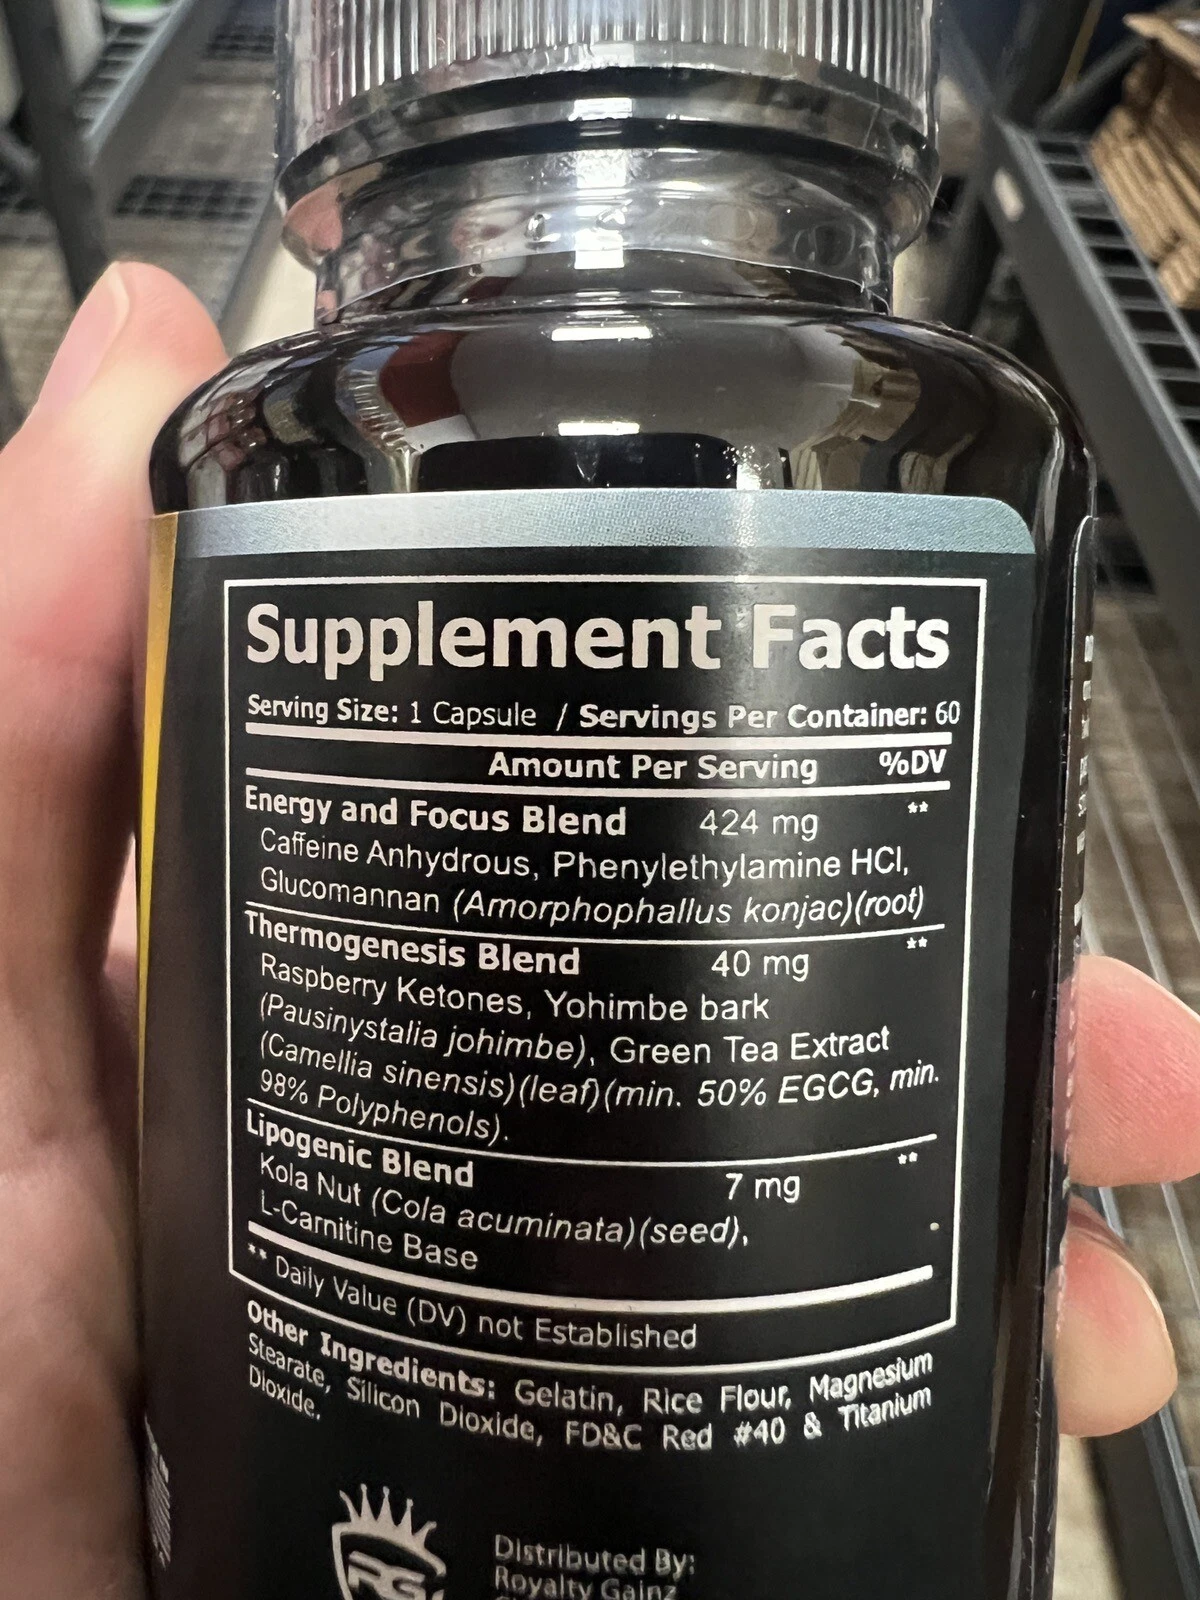 Supplement Facts
Serving Size: 1 Capsule / Servings Per Container: 60
Amount Per Serving %DV
Energy and Focus Blend 424 mg **
Caffeine Anhydrous, Phenylethylamine HCl,
Glucomannan (Amorphophallus konjac)(root)
Thermogenesis Blend 40 mg **
Raspberry Ketones, Yohimbe bark
(Pausinystalia johimbe), Green Tea Extract
(Camellia sinensis)(leaf)(min. 50% EGCG, min.
98% Polyphenols).
Lipogenic Blend 7 mg **
Kola Nut (Cola acuminata)(seed),
L-Carnitine Base
** Daily Value (DV) not Established
Other Ingredients: Gelatin, Rice Flour, Magnesium
Stearate, Silicon Dioxide, FD&C Red #40 & Titanium
Dioxide.
RG
Distributed By:
Royalty Gainz